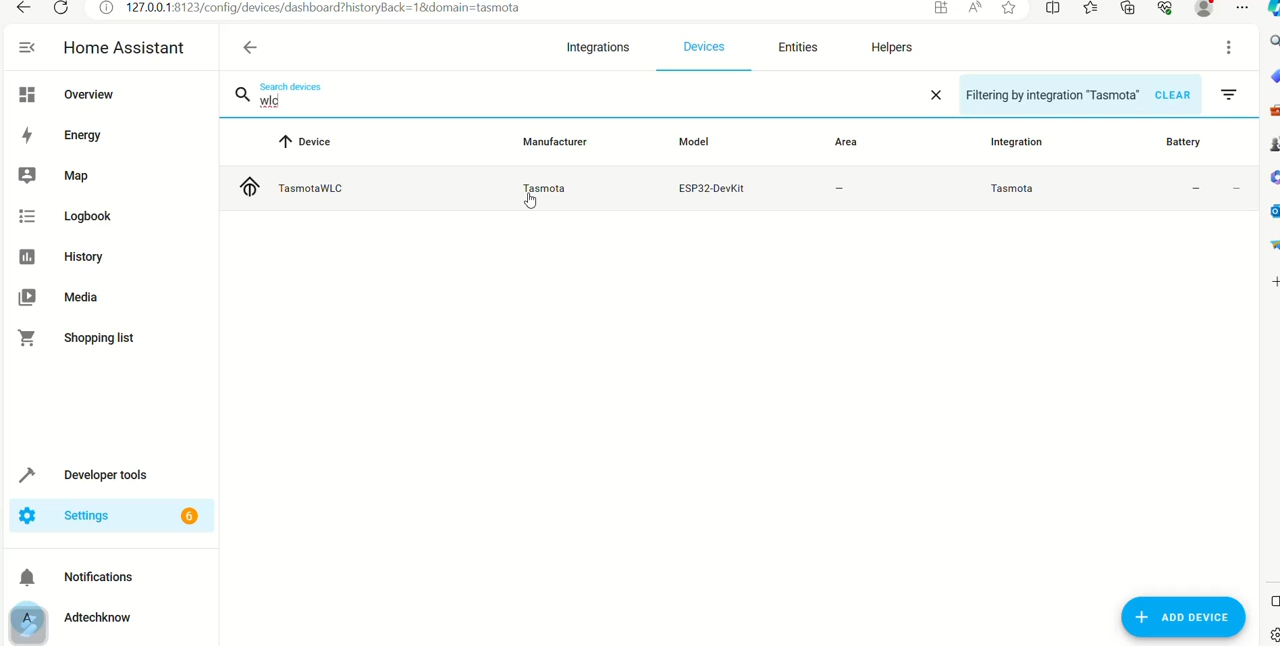 127.0.0.1:8123/config/devices/dashboard?historyBack=1&domain=tasmota
Home Assistant
Integrations
Devices
Entities
Helpers
Overview
Energy
Map
Logbook
History
Media
Shopping list
Developer tools
Settings
6
Notifications
A
Adtechknow
Search devices
wlc
Filtering by integration "Tasmota"
CLEAR
Device
Manufacturer
Model
Area
Integration
Battery
TasmotaWLC
Tasmota
ESP32-DevKit
–
Tasmota
–
–
+ ADD DEVICE